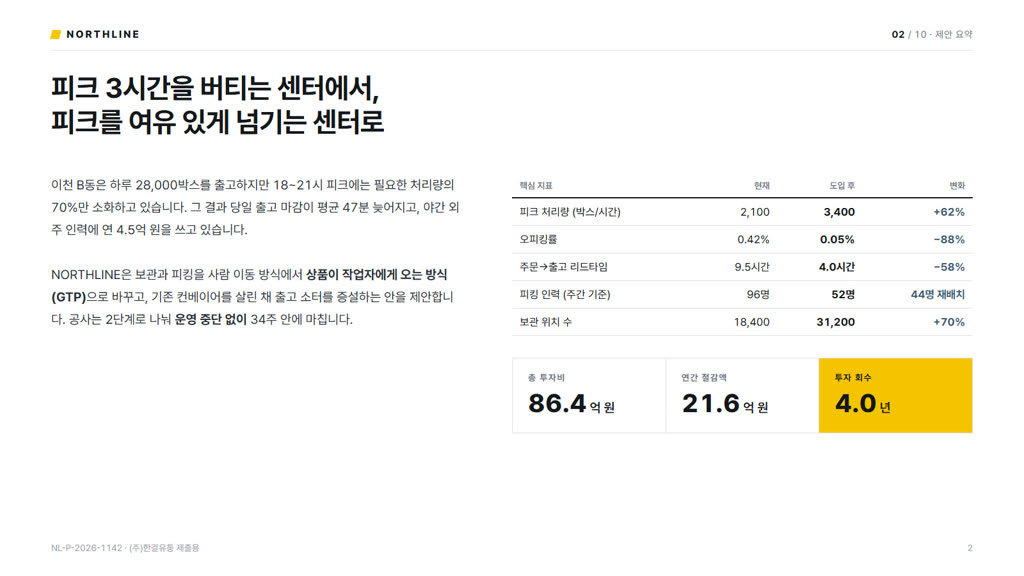 NORTHLINE
02 / 10 · 제안 요약
피크 3시간을 버티는 센터에서,
피크를 여유 있게 넘기는 센터로
이천 B동은 하루 28,000박스를 출고하지만 18~21시 피크에는 필요한 처리량의
70%만 소화하고 있습니다. 그 결과 당일 출고 마감이 평균 47분 늦어지고, 야간 외
주 인력에 연 4.5억 원을 쓰고 있습니다.
NORTHLINE은 보관과 피킹을 사람 이동 방식에서 상품이 작업자에게 오는 방식
(GTP)으로 바꾸고, 기존 컨베이어를 살린 채 출고 소터를 증설하는 안을 제안합니
다. 공사는 2단계로 나눠 운영 중단 없이 34주 안에 마칩니다.
핵심 지표 현재 도입 후 변화
피크 처리량 (박스/시간) 2,100 3,400 +62%
오피킹률 0.42% 0.05% −88%
주문→출고 리드타임 9.5시간 4.0시간 −58%
피킹 인력 (주간 기준) 96명 52명 44명 재배치
보관 위치 수 18,400 31,200 +70%
총 투자비 연간 절감액 투자 회수
86.4 억 원 21.6 억 원 4.0 년
NL-P-2026-1142 · (주)한결유통 제출용
2